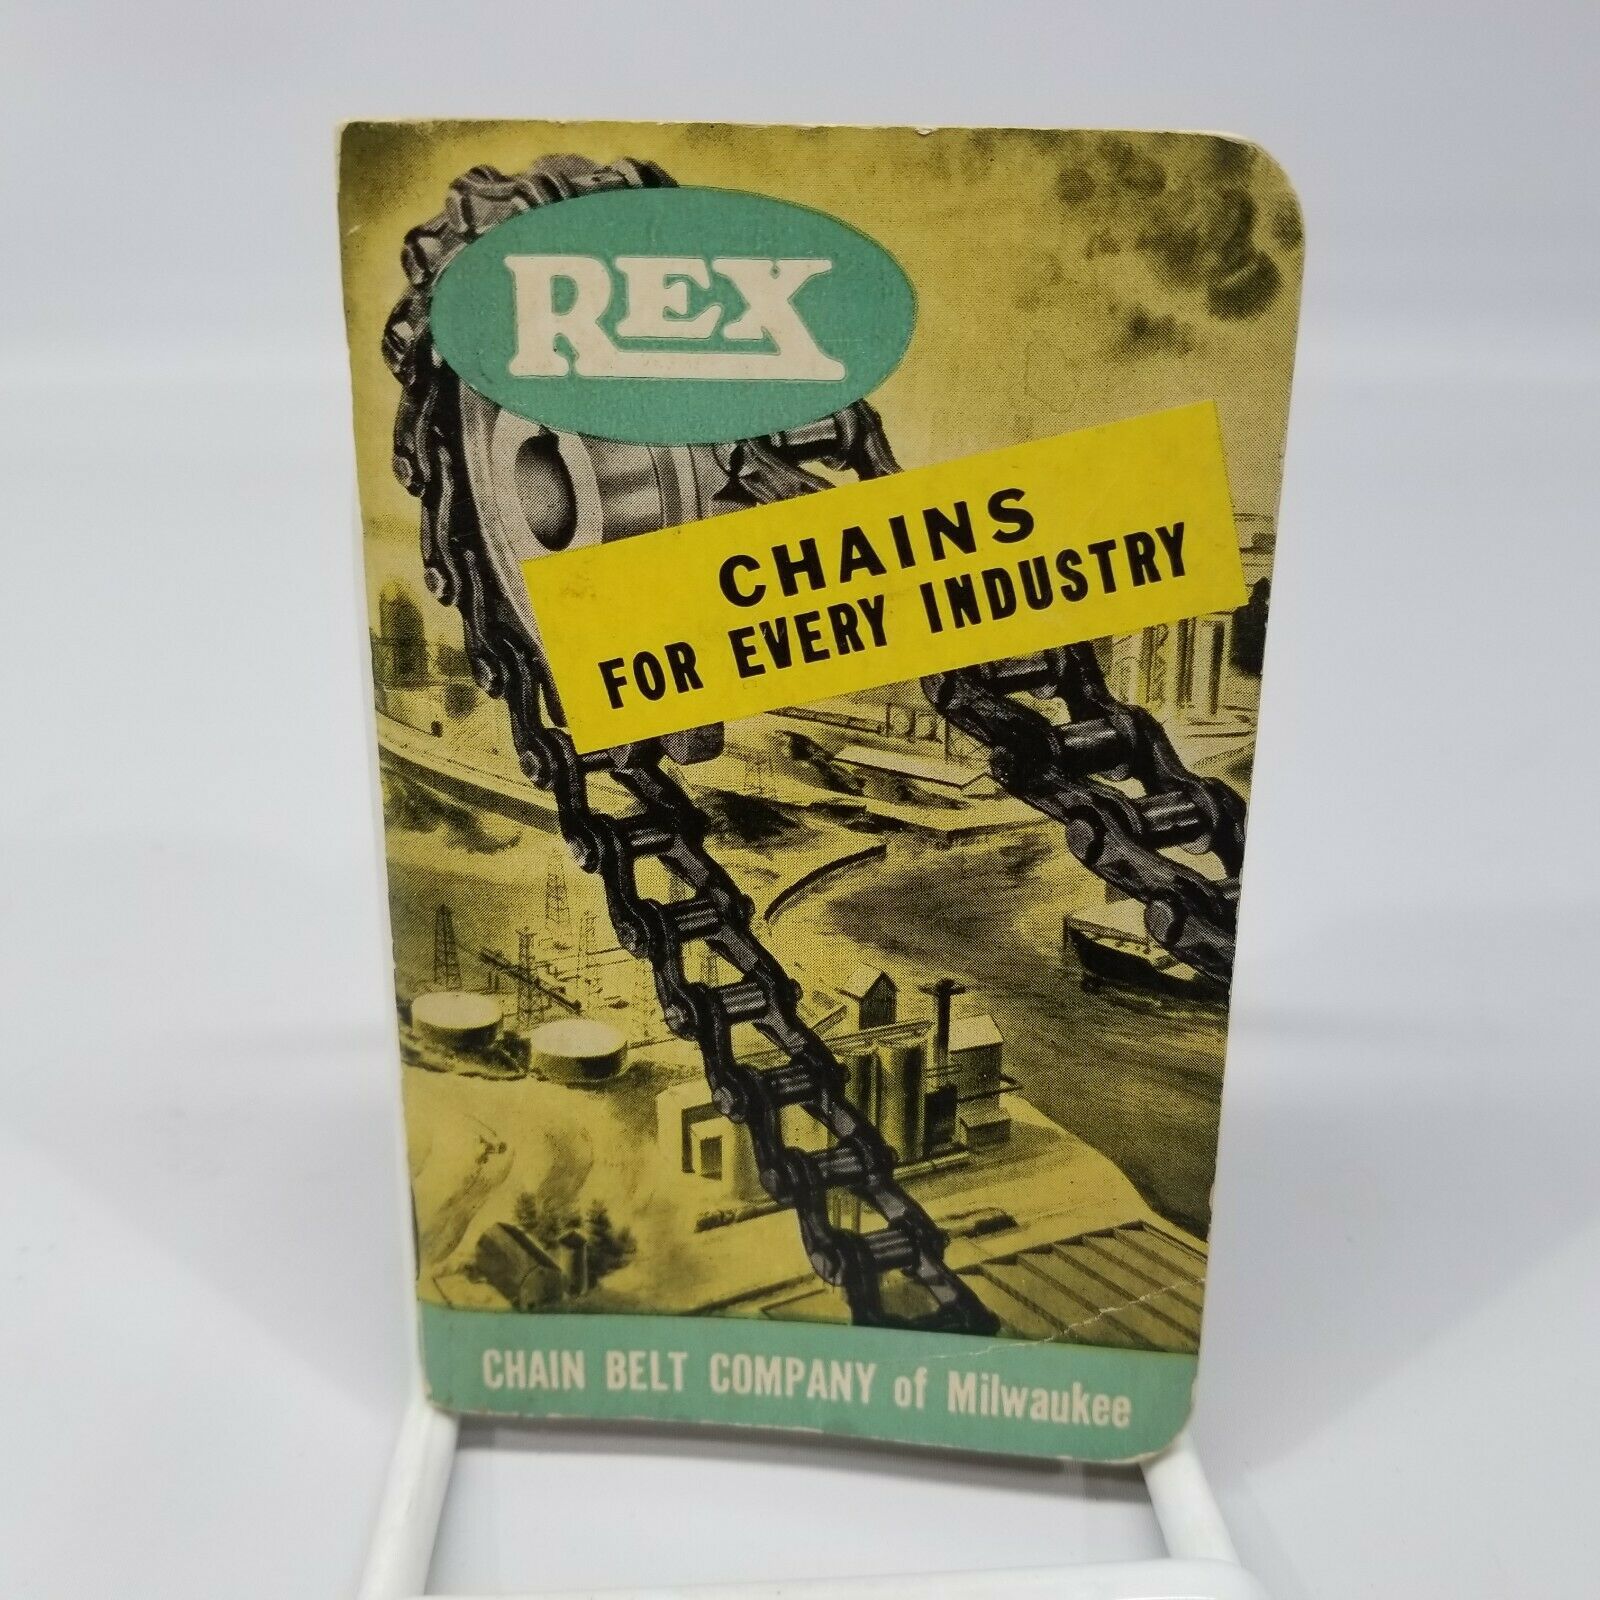 REX
CHAINS
FOR EVERY INDUSTRY
CHAIN BELT COMPANY of Milwaukee